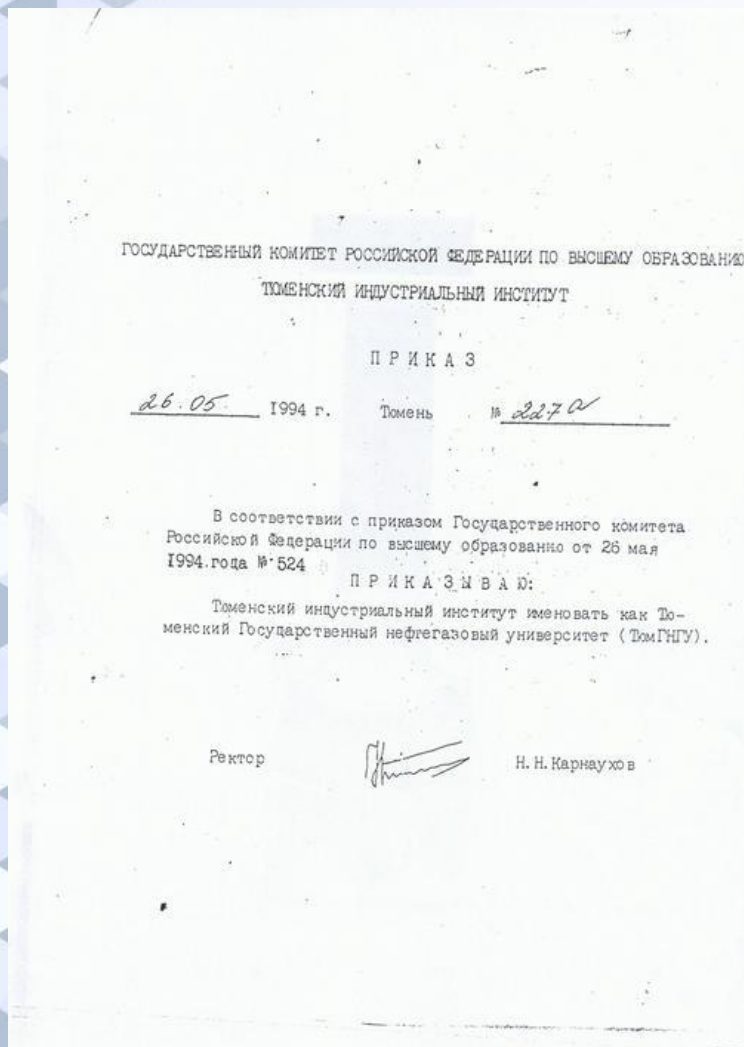 ГОСУДАРСТВЕННЫЙ КОМИТЕТ РОССИЙСКОЙ ФЕДЕРАЦИИ ПО ВЫСШЕМУ ОБРАЗОВАНИЮ
ТЮМЕНСКИЙ ИНДУСТРИАЛЬНЫЙ ИНСТИТУТ
П Р И К А З
26.05. 1994 г. Тюмень № 227а
В соответствии с приказом Государственного комитета
Российской Федерации по высшему образованию от 26 мая
1994.года № 524
П Р И К А З Ы В А Ю:
Тюменский индустриальный институт именовать как Тю-
менский Государственный нефтегазовый университет (ТюмГНГУ).
Ректор Н.Н.Карнаухов